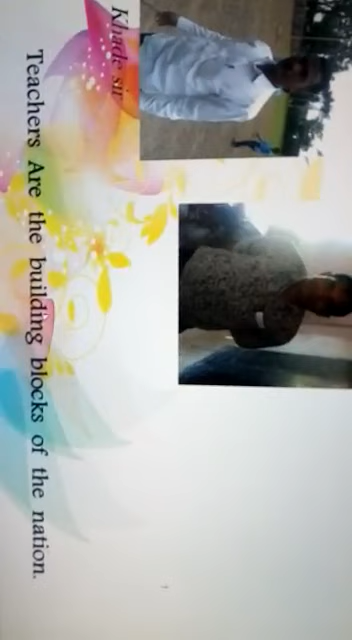 Khade sir
Teachers Are the building blocks of the nation.